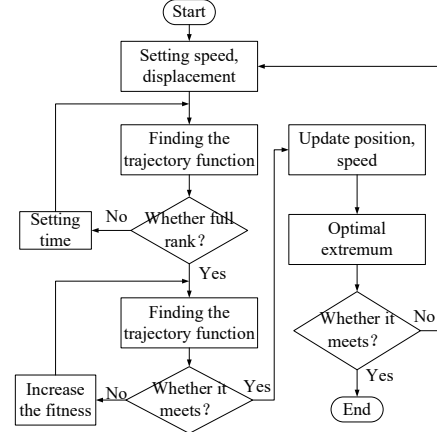 Start
Setting speed,
displacement
Finding the
trajectory function
Whether full
rank?
No
Setting
time
Yes
Finding the
trajectory function
Whether it
meets?
No
Increase
the fitness
Yes
Update position,
speed
Optimal
extremum
Whether it
meets?
No
Yes
End